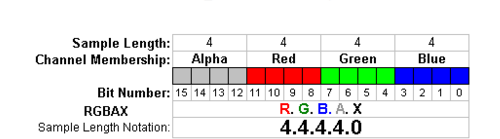 Sample Length: 4 4 4 4
Channel Membership: Alpha Red Green Blue
Bit Number: 15 14 13 12 11 10 9 8 7 6 5 4 3 2 1 0
RGBAX R. G. B. A. X
Sample Length Notation: 4.4.4.4.0